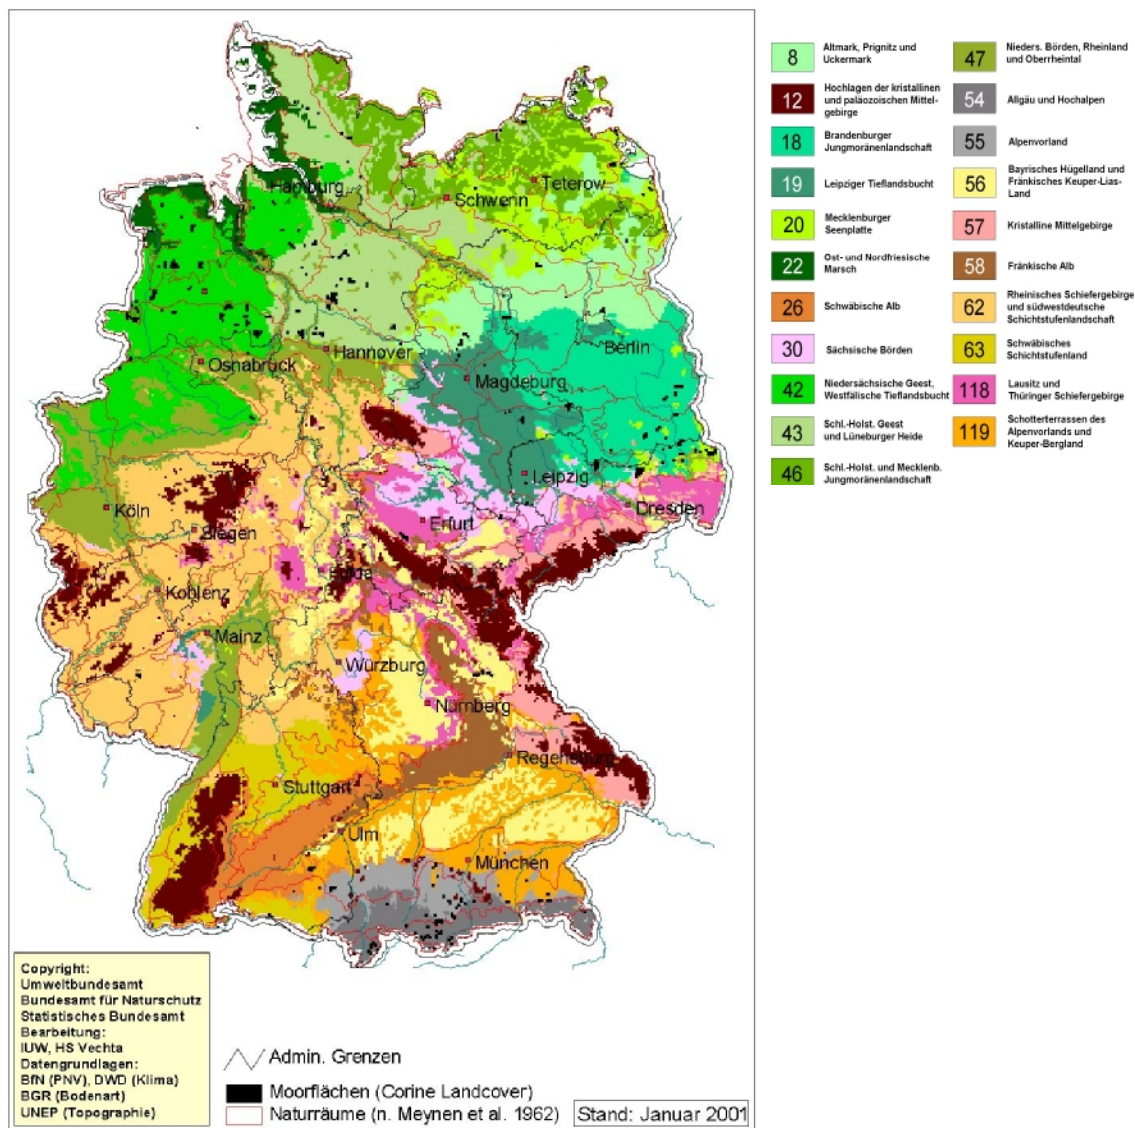 Hamburg
Schwerin
Teterow
Osnabrück
Hannover
Berlin
Magdeburg
Leipzig
Köln
Siegen
Erfurt
Dresden
Koblenz
Fulda
Mainz
Würzburg
Nürnberg
Regensburg
Stuttgart
Ulm
München
8
Altmark, Prignitz und
Uckermark
12
Hochlagen der kristallinen
und paläozoischen Mittel-
gebirge
18
Brandenburger
Jungmoränenlandschaft
19
Leipziger Tieflandsbucht
20
Mecklenburger
Seenplatte
22
Ost- und Nordfriesische
Marsch
26
Schwäbische Alb
30
Sächsische Börden
42
Niedersächsische Geest,
Westfälische Tieflandsbucht
43
Schl.-Holst. Geest
und Lüneburger Heide
46
Schl.-Holst. und Mecklenb.
Jungmoränenlandschaft
47
Nieders. Börden, Rheinland
und Oberrheintal
54
Allgäu und Hochalpen
55
Alpenvorland
56
Bayrisches Hügelland und
Fränkisches Keuper-Lias-
Land
57
Kristalline Mittelgebirge
58
Fränkische Alb
62
Rheinisches Schiefergebirge
und südwestdeutsche
Schichtstufenlandschaft
63
Schwäbisches
Schichtstufenland
118
Lausitz und
Thüringer Schiefergebirge
119
Schotterterrassen des
Alpenvorlands und
Keuper-Bergland
Copyright:
Umweltbundesamt
Bundesamt für Naturschutz
Statistisches Bundesamt
Bearbeitung:
IUW, HS Vechta
Datengrundlagen:
BfN (PNV), DWD (Klima)
BGR (Bodenart)
UNEP (Topographie)
Admin. Grenzen
Moorflächen (Corine Landcover)
Naturräume (n. Meynen et al. 1962)
Stand: Januar 2001